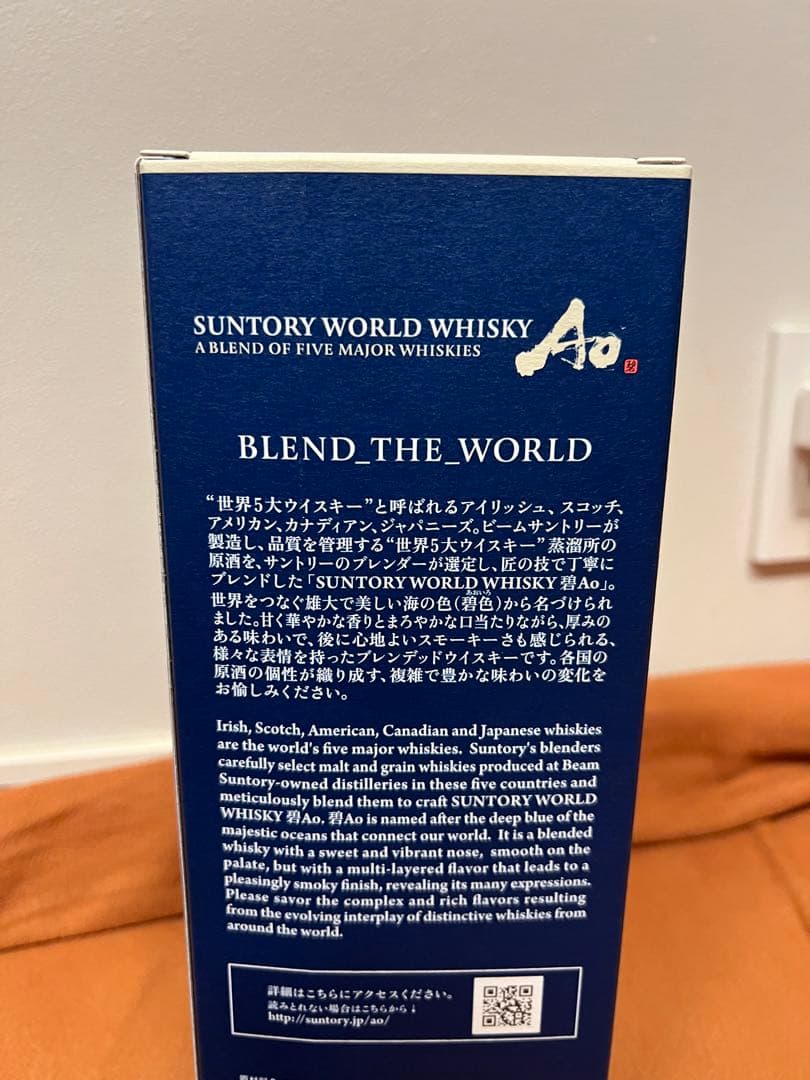 SUNTORY WORLD WHISKY
A BLEND OF FIVE MAJOR WHISKIES
Ao
碧
BLEND_THE_WORLD
“世界5大ウイスキー”と呼ばれるアイリッシュ、スコッチ、
アメリカン、カナディアン、ジャパニーズ。ビームサントリーが
製造し、品質を管理する“世界5大ウイスキー”蒸溜所の
原酒を、サントリーのブレンダーが選定し、匠の技で丁寧に
ブレンドした「SUNTORY WORLD WHISKY 碧Ao」。
あおいろ
世界をつなぐ雄大で美しい海の色(碧色)から名づけられ
ました。甘く華やかな香りとまろやかな口当たりながら、厚みの
ある味わいで、後に心地よいスモーキーさも感じられる、
様々な表情を持ったブレンデッドウイスキーです。各国の
原酒の個性が織り成す、複雑で豊かな味わいの変化を
お愉しみください。
Irish, Scotch, American, Canadian and Japanese whiskies
are the world's five major whiskies. Suntory's blenders
carefully select malt and grain whiskies produced at Beam
Suntory-owned distilleries in these five countries and
meticulously blend them to craft SUNTORY WORLD
WHISKY 碧Ao. 碧Ao is named after the deep blue of the
majestic oceans that connect our world. It is a blended
whisky with a sweet and vibrant nose, smooth on the
palate, but with a multi-layered flavor that leads to a
pleasingly smoky finish, revealing its many expressions.
Please savor the complex and rich flavors resulting
from the evolving interplay of distinctive whiskies from
around the world.
詳細はこちらにアクセスください。
読みとれない場合はこちらから↓
http://suntory.jp/ao/